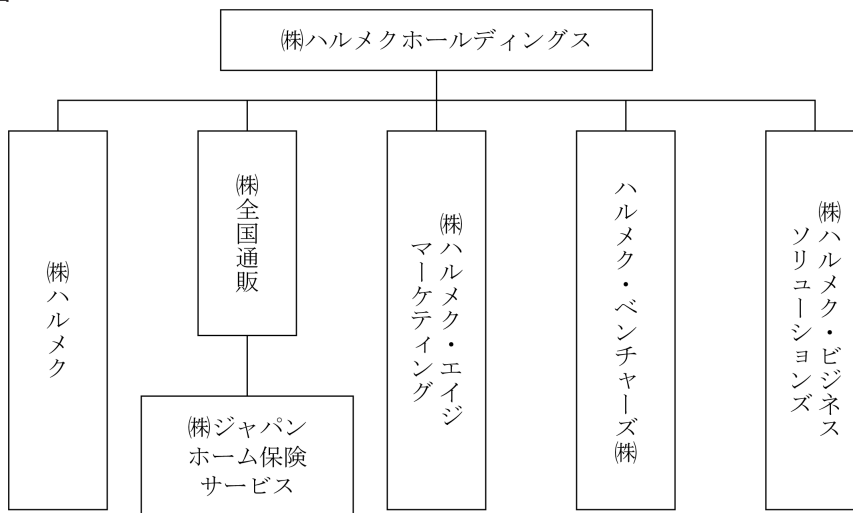 ㈱ハルメクホールディングス
㈱ハルメク
㈱全国通販
㈱ジャパン
ホーム保険
サービス
㈱ハルメク・エイジ
マーケティング
ハルメク・ベンチャーズ㈱
㈱ハルメク・ビジネス
ソリューションズ